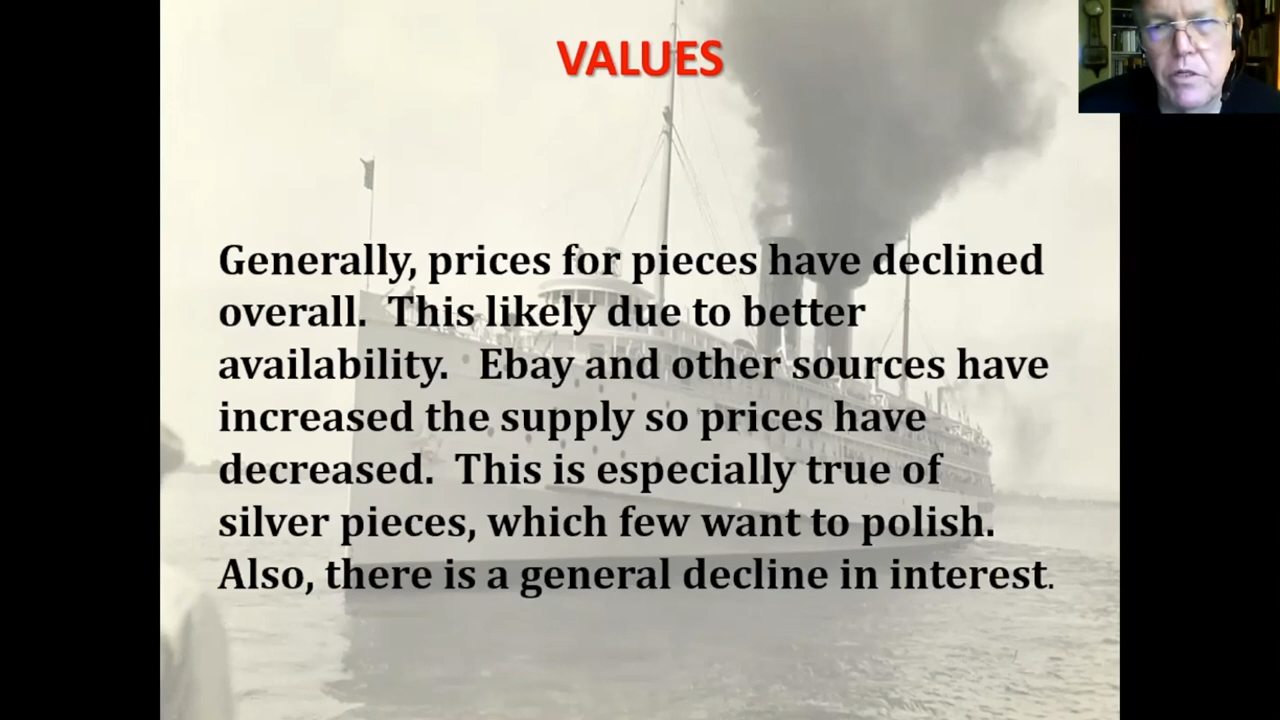 VALUES
Generally, prices for pieces have declined
overall.  This likely due to better
availability.   Ebay and other sources have
increased the supply so prices have
decreased.  This is especially true of
silver pieces, which few want to polish.
Also, there is a general decline in interest.